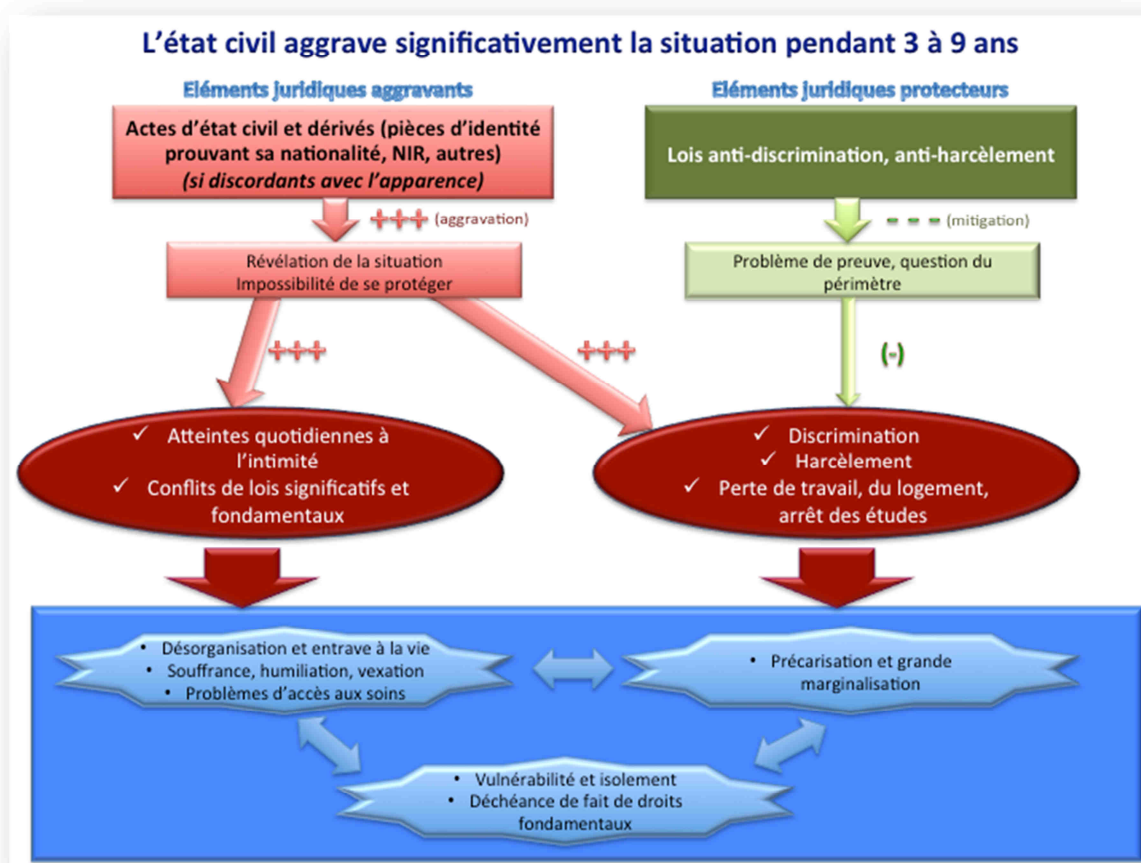 L'état civil aggrave significativement la situation pendant 3 à 9 ans
Eléments juridiques aggravants
Actes d'état civil et dérivés (pièces d'identité
prouvant sa nationalité, NIR, autres)
(si discordants avec l'apparence)
+++ (aggravation)
Révélation de la situation
Impossibilité de se protéger
+++
+++
Eléments juridiques protecteurs
Lois anti-discrimination, anti-harcèlement
- - - (mitigation)
Problème de preuve, question du
périmètre
(-)
✓ Atteintes quotidiennes à
l'intimité
✓ Conflits de lois significatifs et
fondamentaux
✓ Discrimination
✓ Harcèlement
✓ Perte de travail, du logement,
arrêt des études
• Désorganisation et entrave à la vie
• Souffrance, humiliation, vexation
• Problèmes d'accès aux soins
• Précarisation et grande
marginalisation
• Vulnérabilité et isolement
• Déchéance de fait de droits
fondamentaux